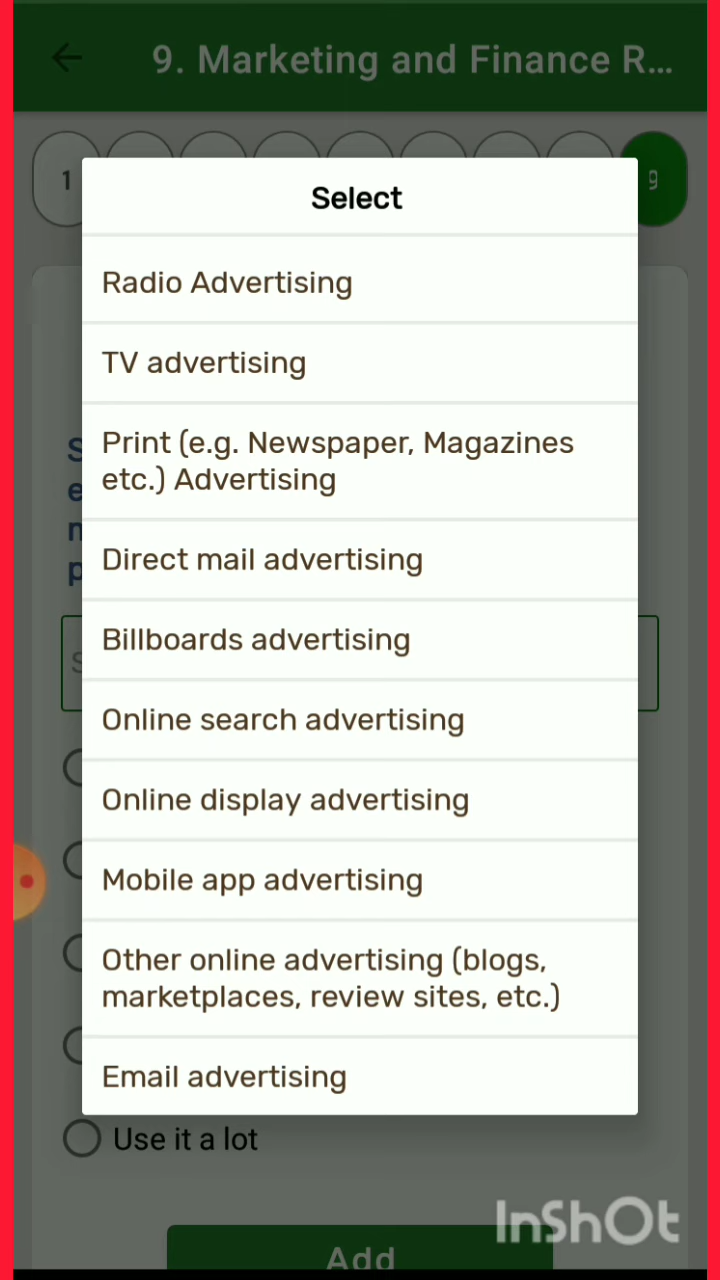 9. Marketing and Finance R...
1
9
Select
Radio Advertising
TV advertising
Print (e.g. Newspaper, Magazines
etc.) Advertising
Direct mail advertising
Billboards advertising
Online search advertising
Online display advertising
Mobile app advertising
Other online advertising (blogs,
marketplaces, review sites, etc.)
Email advertising
Use it a lot
Add
InShOt